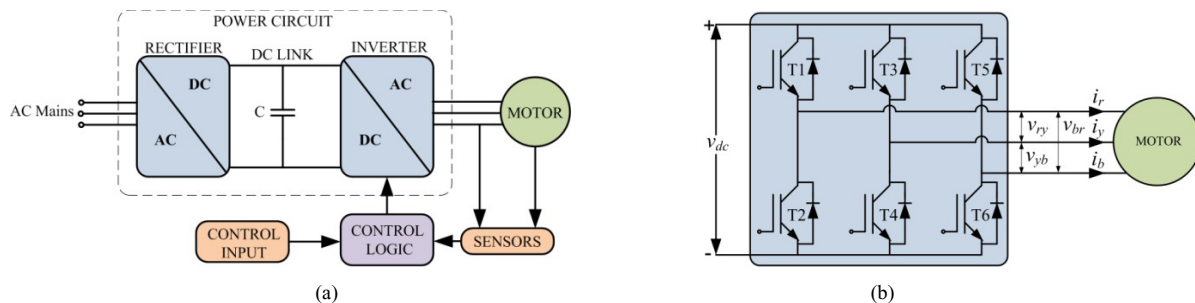 POWER CIRCUIT
RECTIFIER
DC LINK
INVERTER
DC
AC
AC Mains
C
AC
DC
MOTOR
CONTROL
INPUT
CONTROL
LOGIC
SENSORS
(a)
+
T1
T3
T5
i_r
v_ry
i_y
v_br
v_dc
v_yb
i_b
MOTOR
T2
T4
T6
-
(b)